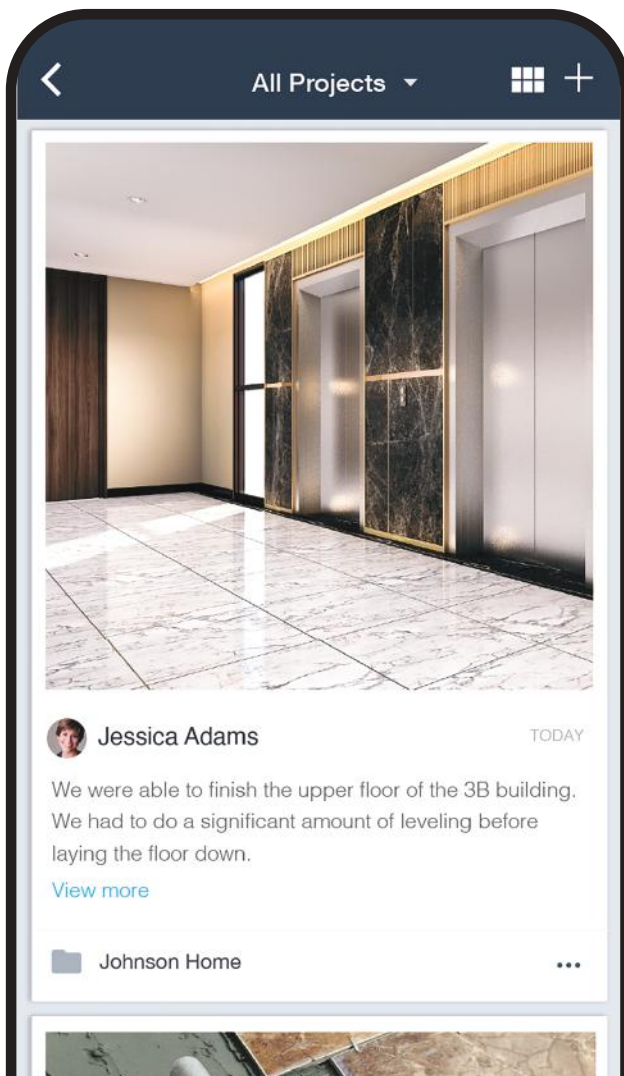 All Projects
Jessica Adams
TODAY
We were able to finish the upper floor of the 3B building.
We had to do a significant amount of leveling before
laying the floor down.
View more
Johnson Home